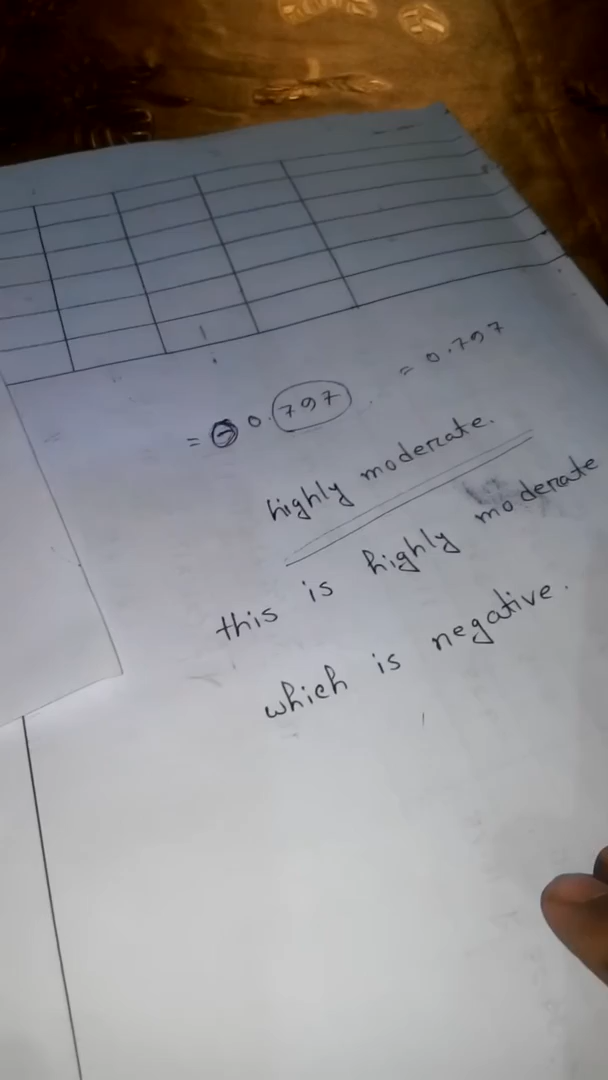 = - 0.797 = 0.797
highly moderate.
this is highly moderate
which is negative.